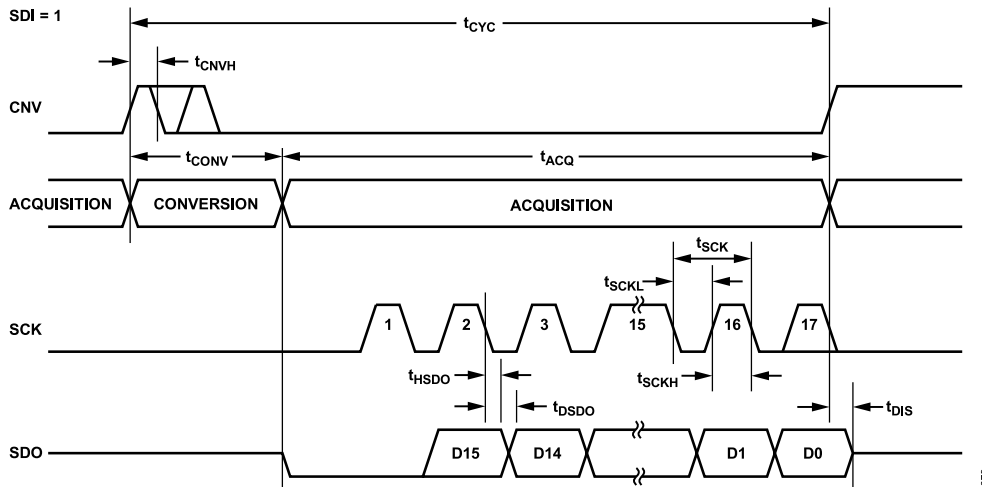 SDI = 1
tCYC
tCNVH
CNV
tCONV
tACQ
ACQUISITION
CONVERSION
ACQUISITION
tSCK
tSCKL
SCK
1
2
3
15
16
17
tHSDO
tSCKH
tDSDO
tDIS
SDO
D15
D14
D1
D0